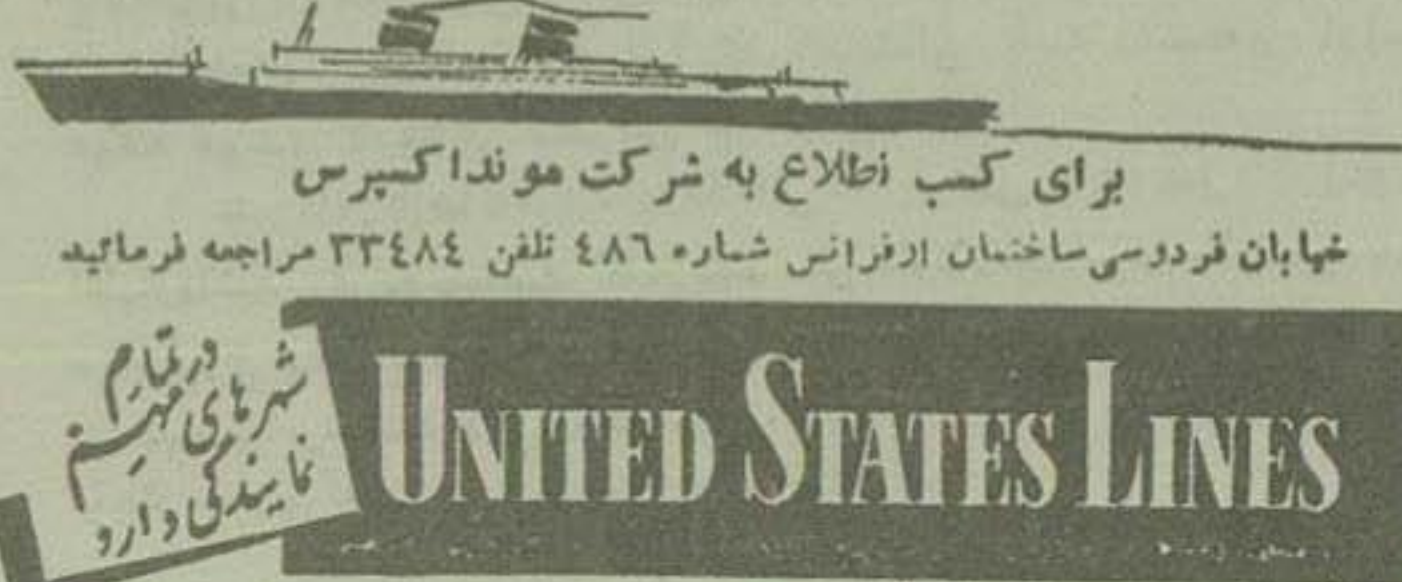 برای کسب اطلاع به شرکت هونداکسپرس
خیابان فردوسی ساختمان ارفرانس شماره ٤٨٦ تلفن ٣٣٤٨٤ مراجعه فرمائید
در تمام
شهرهای مهم
نمایندگی دارد
UNITED STATES LINES